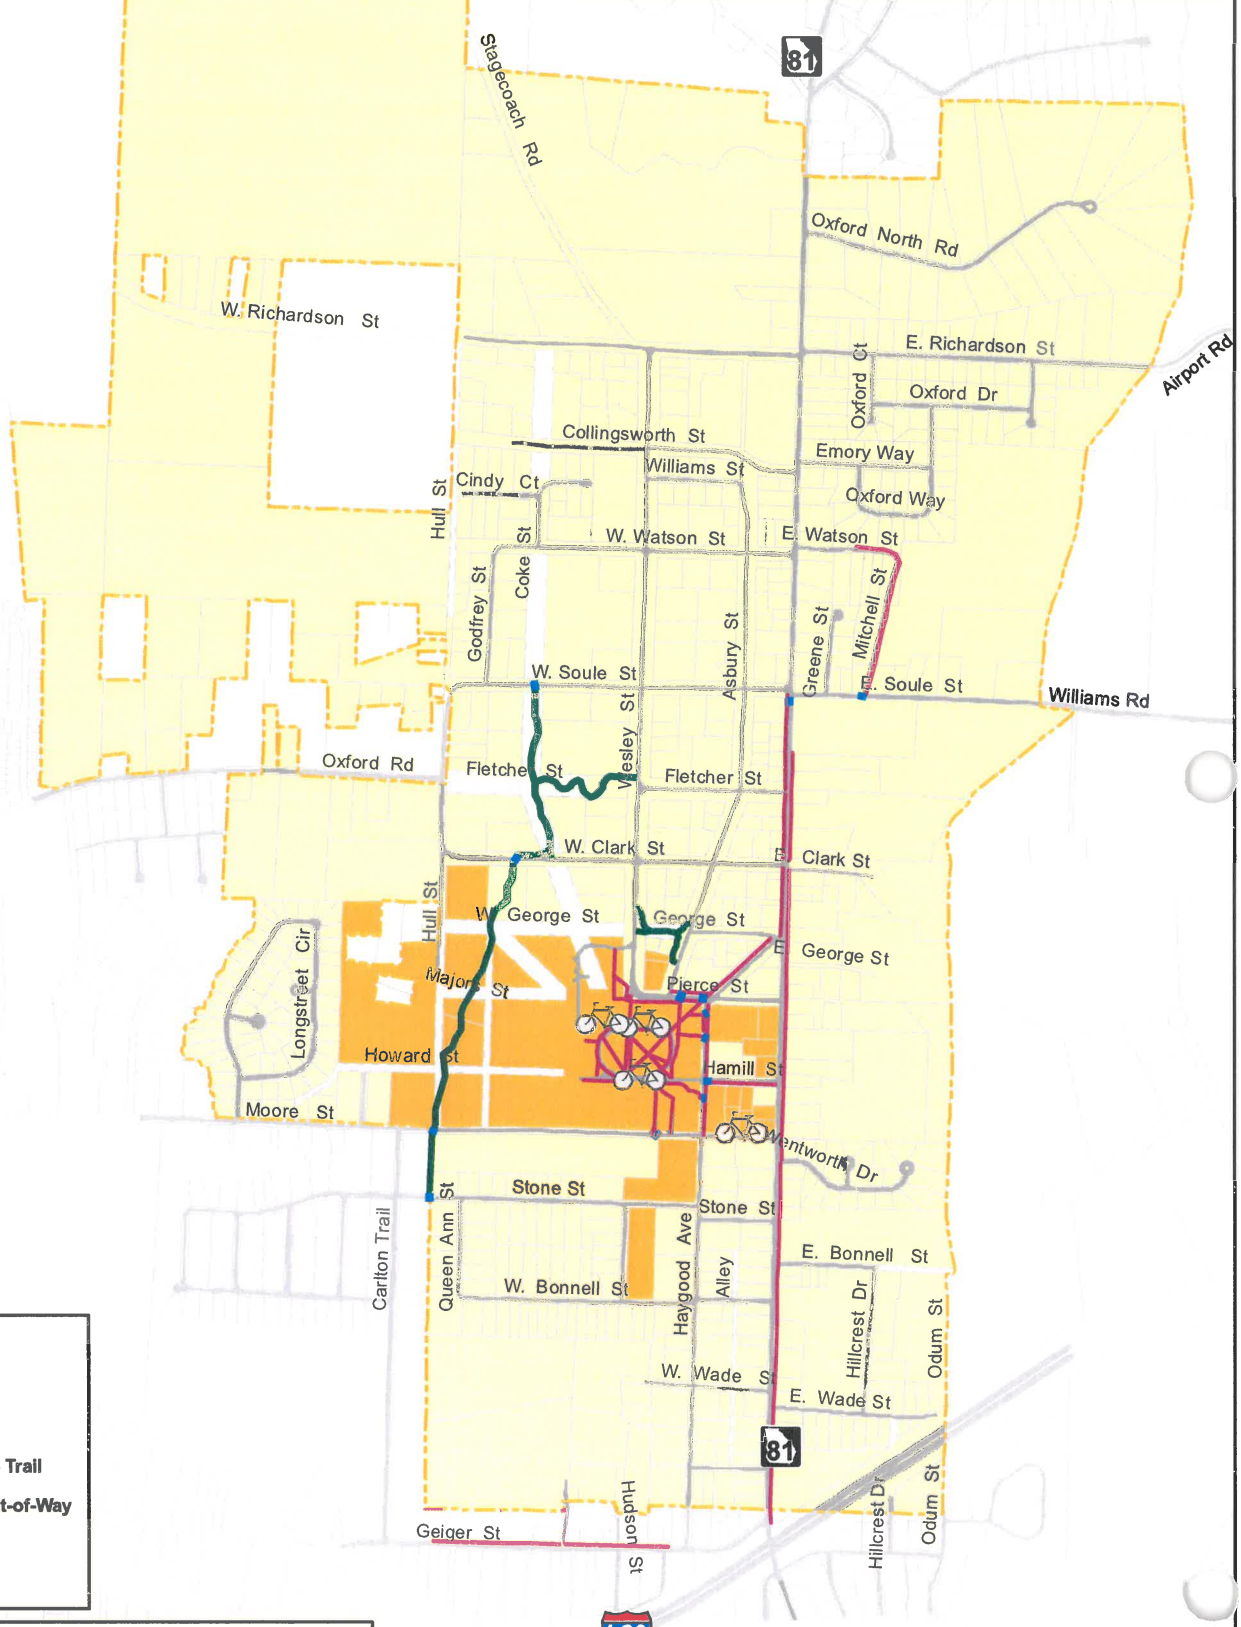 Stagecoach Rd
81
Oxford North Rd
W. Richardson St
E. Richardson St
Airport Rd
Oxford Ct
Oxford Dr
Collingsworth St
Emory Way
Williams St
Cindy Ct
Hull St
Oxford Way
W. Watson St
E. Watson St
Coke St
Godfrey St
Mitchell St
Asbury St
Greene St
W. Soule St
E. Soule St
Williams Rd
Wesley St
Oxford Rd
Fletcher St
Fletcher St
W. Clark St
E Clark St
Hull St
W George St
George St
E George St
Longstreet Cir
Major St
Pierce St
Howard St
Hamill St
Moore St
Wentworth Dr
Stone St
Stone St
Carlton Trail
Queen Ann St
Haygood Ave
Alley
E. Bonnell St
W. Bonnell St
Hillcrest Dr
Odum St
W. Wade St
E. Wade St
81
Trail
t-of-Way
Hudson St
Hillcrest Dr
Odum St
Geiger St